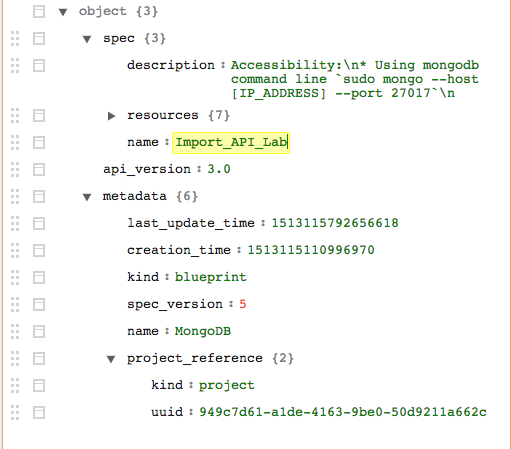 object {3}
spec {3}
description : Accessibility:\n* Using mongodb
command line `sudo mongo --host
[IP_ADDRESS] --port 27017`\n
resources {7}
name : Import_API_Lab
api_version : 3.0
metadata {6}
last_update_time : 1513115792656618
creation_time : 1513115110996970
kind : blueprint
spec_version : 5
name : MongoDB
project_reference {2}
kind : project
uuid : 949c7d61-a1de-4163-9be0-50d9211a662c